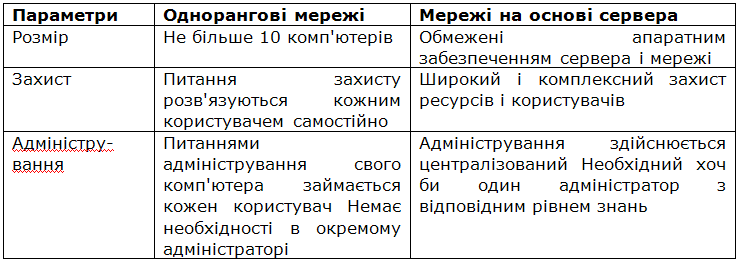 Параметри Однорангові мережі Мережі на основі сервера
Розмір Не більше 10 комп'ютерів Обмежені апаратним
забезпеченням сервера і мережі
Захист Питання захисту
розв'язуються кожним
користувачем самостійно
Широкий і комплексний захист
ресурсів і користувачів
Адміністру-
вання
Питаннями
адміністрування свого
комп'ютера займається
кожен користувач Немає
необхідності в окремому
адміністраторі
Адміністрування здійснюється
централізований Необхідний хоч
би один адміністратор з
відповідним рівнем знань